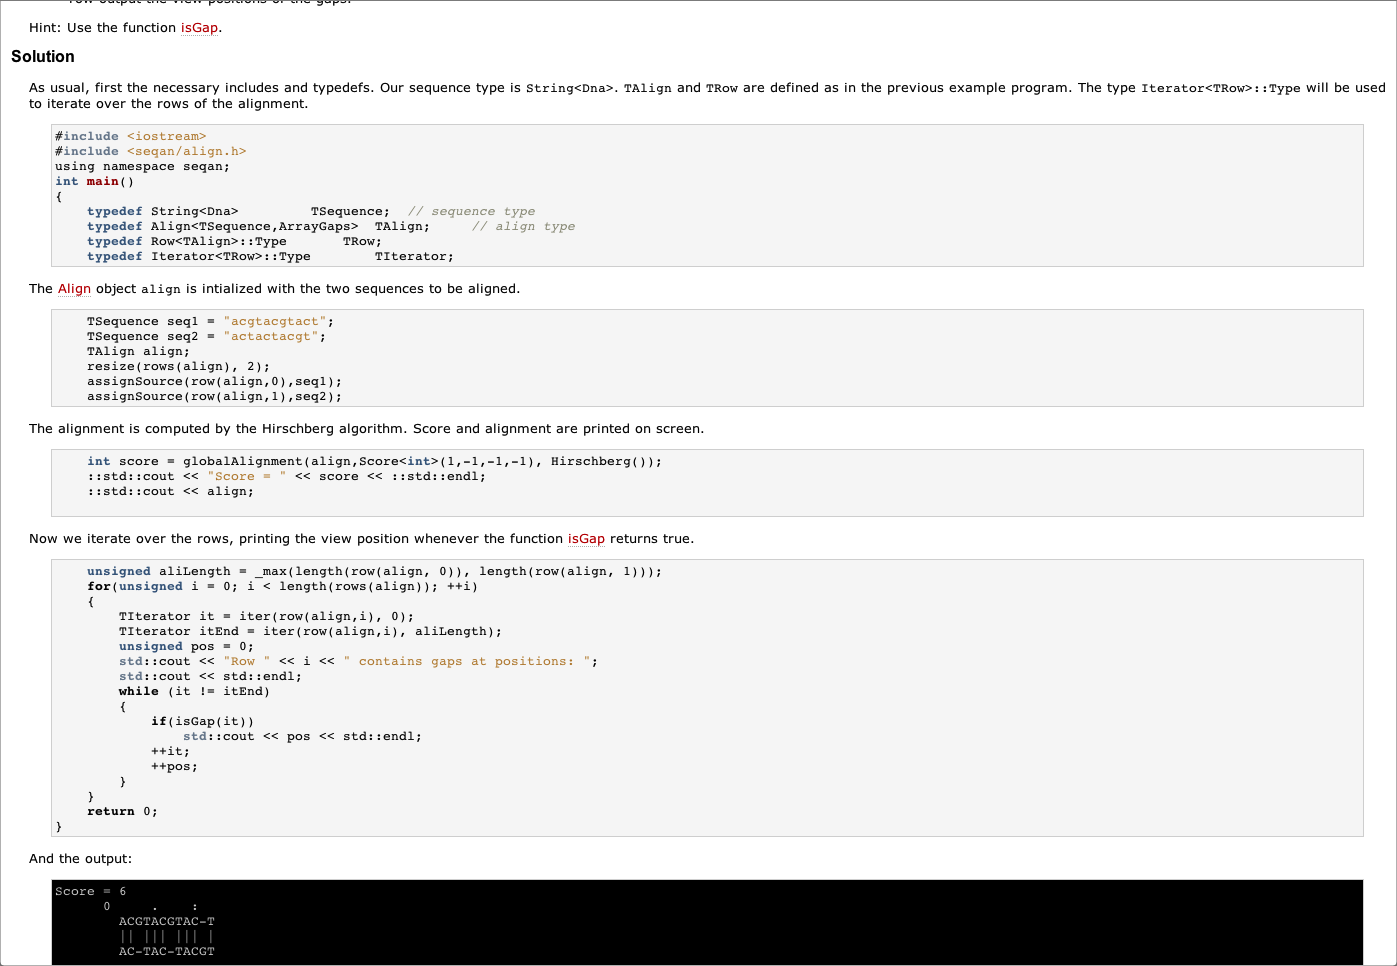 row output the view positions of the gaps.
Hint: Use the function isGap.
Solution
As usual, first the necessary includes and typedefs. Our sequence type is String<Dna>. TAlign and TRow are defined as in the previous example program. The type Iterator<TRow>::Type will be used
to iterate over the rows of the alignment.
#include <iostream>
#include <seqan/align.h>
using namespace seqan;
int main()
{
    typedef String<Dna>         TSequence;  // sequence type
    typedef Align<TSequence,ArrayGaps>  TAlign;     // align type
    typedef Row<TAlign>::Type       TRow;
    typedef Iterator<TRow>::Type        TIterator;
The Align object align is intialized with the two sequences to be aligned.
    TSequence seq1 = "acgtacgtact";
    TSequence seq2 = "actactacgt";
    TAlign align;
    resize(rows(align), 2);
    assignSource(row(align,0),seq1);
    assignSource(row(align,1),seq2);
The alignment is computed by the Hirschberg algorithm. Score and alignment are printed on screen.
    int score = globalAlignment(align,Score<int>(1,-1,-1,-1), Hirschberg());
    ::std::cout << "Score = " << score << ::std::endl;
    ::std::cout << align;
Now we iterate over the rows, printing the view position whenever the function isGap returns true.
    unsigned aliLength = _max(length(row(align, 0)), length(row(align, 1)));
    for(unsigned i = 0; i < length(rows(align)); ++i)
    {
        TIterator it = iter(row(align,i), 0);
        TIterator itEnd = iter(row(align,i), aliLength);
        unsigned pos = 0;
        std::cout << "Row " << i << " contains gaps at positions: ";
        std::cout << std::endl;
        while (it != itEnd)
        {
            if(isGap(it))
                std::cout << pos << std::endl;
            ++it;
            ++pos;
        }
    }
    return 0;
}
And the output:
Score = 6
      0     .    :
        ACGTACGTAC-T
        || ||| ||| |
        AC-TAC-TACGT